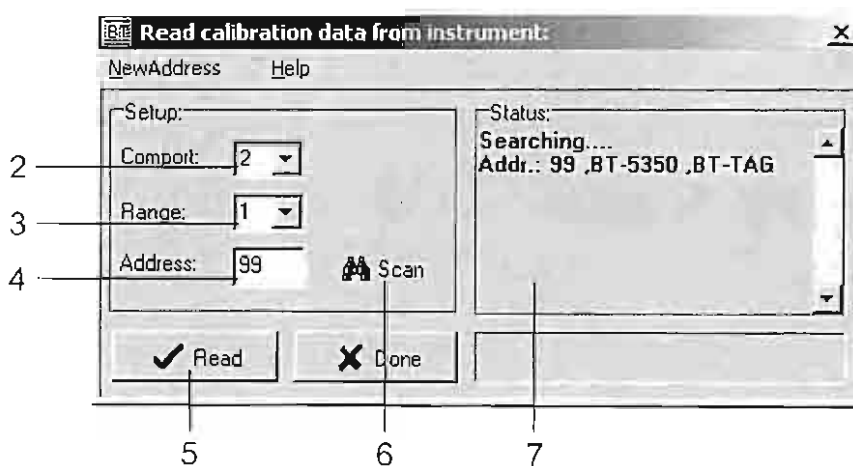 BT Read calibration data from instrument:
NewAddress Help
Setup:
Comport: 2
Range: 1
Address: 99
Scan
Status:
Searching....
Addr.: 99 ,BT-5350 ,BT-TAG
Read
Done
2
3
4
5 6 7